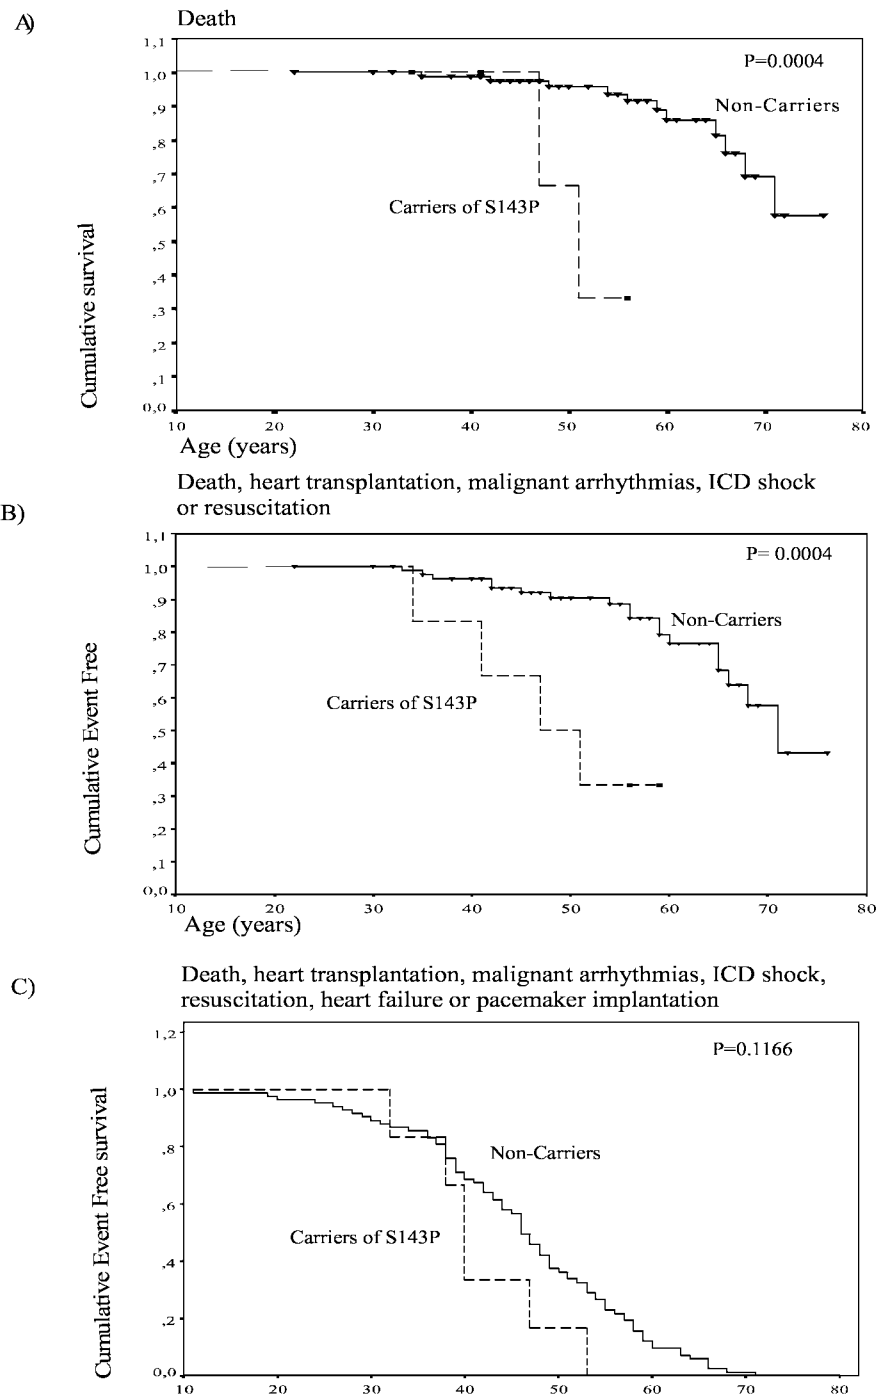 A)
Death
1,1
P=0.0004
1,0
,9
Non-Carriers
,8
,7
Carriers of S143P
,6
,5
,4
,3
,2
,1
0,0
Cumulative survival
10 20 30 40 50 60 70 80
Age (years)
B)
Death, heart transplantation, malignant arrhythmias, ICD shock
or resuscitation
1,1
P= 0.0004
1,0
,9
Non-Carriers
,8
,7
Carriers of S143P
,6
,5
,4
,3
,2
,1
0,0
Cumulative Event Free
10 20 30 40 50 60 70 80
Age (years)
C)
Death, heart transplantation, malignant arrhythmias, ICD shock,
resuscitation, heart failure or pacemaker implantation
1,2
P=0.1166
1,0
,8
Non-Carriers
,6
Carriers of S143P
,4
,2
0,0
Cumulative Event Free survival
10 20 30 40 50 60 70 80